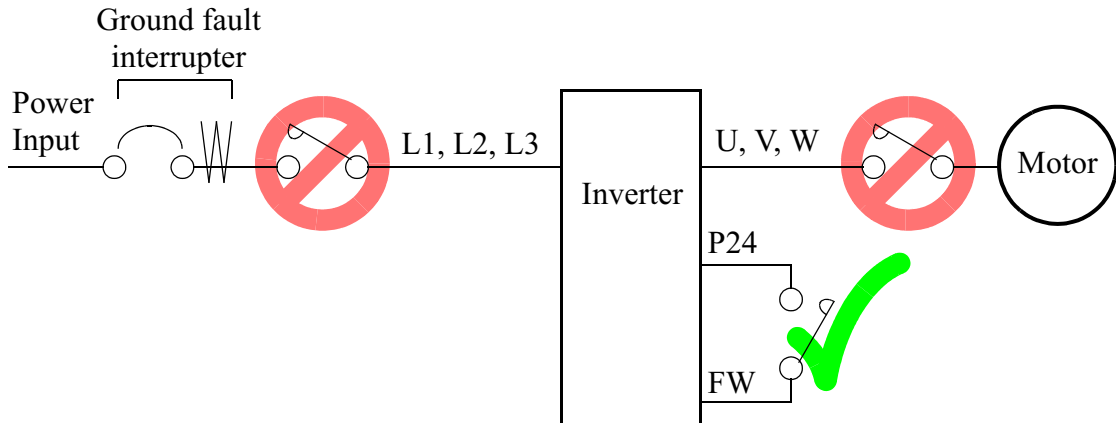 Ground fault
interrupter
Power
Input
L1, L2, L3
Inverter
U, V, W
Motor
P24
FW